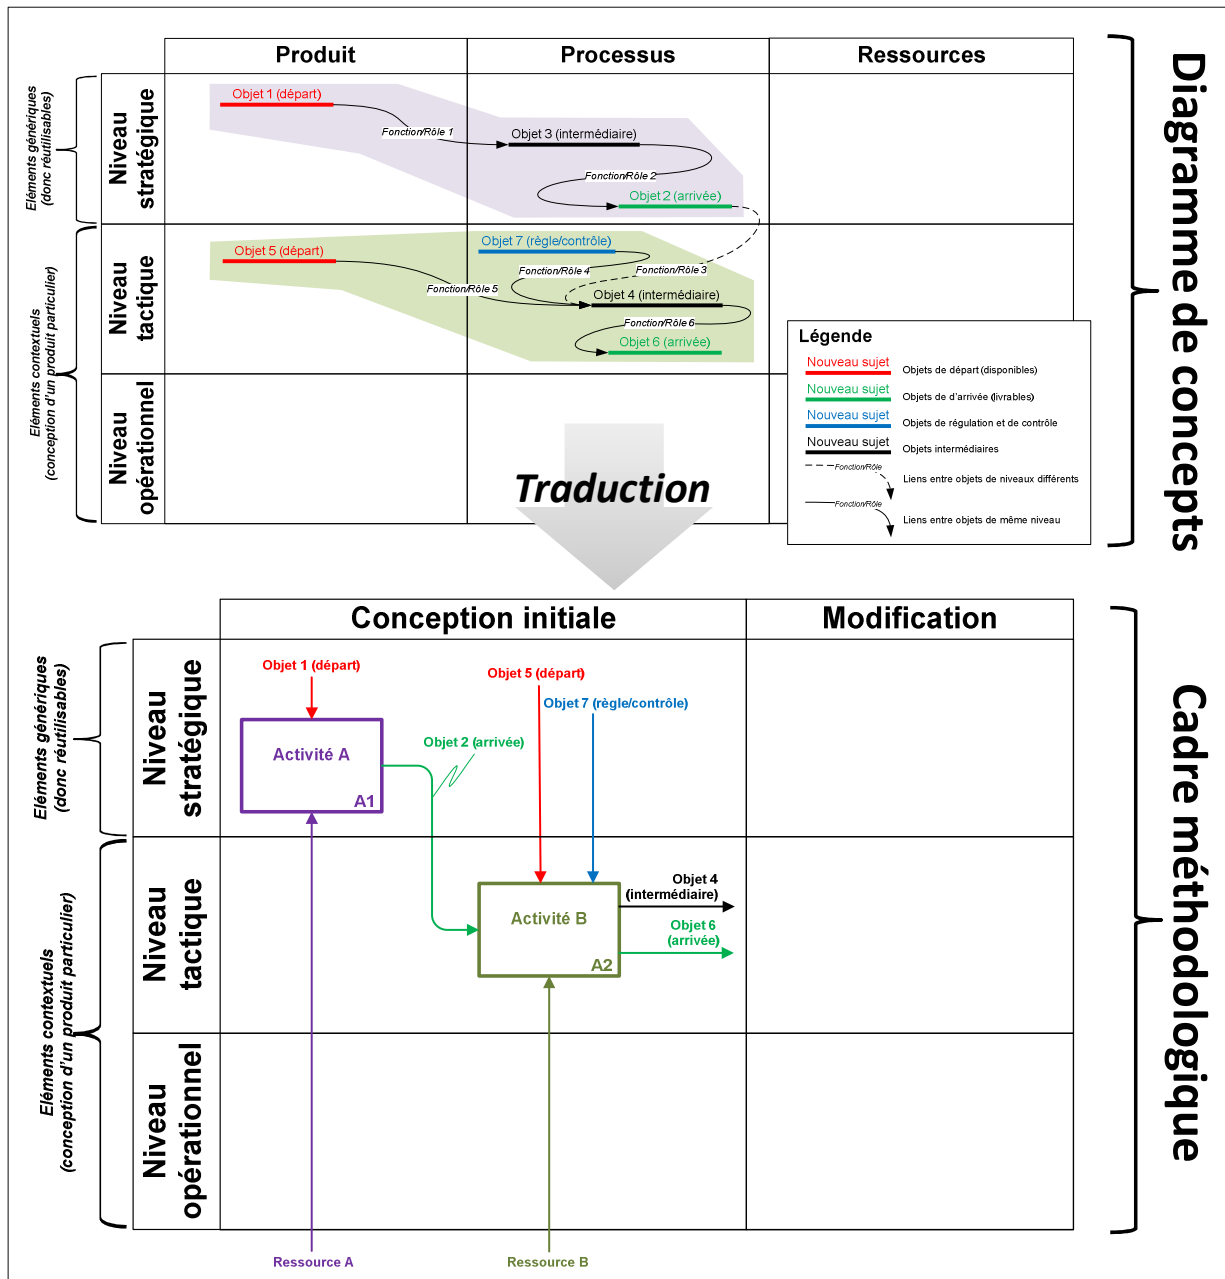 Produit
Processus
Ressources
Eléments génériques
(donc réutilisables)
Niveau
stratégique
Objet 1 (départ)
Fonction/Rôle 1
Objet 3 (intermédiaire)
Fonction/Rôle 2
Objet 2 (arrivée)
Eléments contextuels
(conception d'un produit particulier)
Niveau
tactique
Objet 5 (départ)
Objet 7 (règle/contrôle)
Fonction/Rôle 4
Fonction/Rôle 3
Fonction/Rôle 5
Objet 4 (intermédiaire)
Fonction/Rôle 6
Objet 6 (arrivée)
Niveau
opérationnel
Légende
Nouveau sujet
Objets de départ (disponibles)
Nouveau sujet
Objets de d'arrivée (livrables)
Nouveau sujet
Objets de régulation et de contrôle
Nouveau sujet
Objets intermédiaires
Fonction/Rôle
Liens entre objets de niveaux différents
Fonction/Rôle
Liens entre objets de même niveau
Diagramme de concepts
Traduction
Conception initiale
Modification
Eléments génériques
(donc réutilisables)
Niveau
stratégique
Objet 1 (départ)
Objet 5 (départ)
Objet 7 (règle/contrôle)
Activité A
A1
Objet 2 (arrivée)
Eléments contextuels
(conception d'un produit particulier)
Niveau
tactique
Activité B
A2
Objet 4
(intermédiaire)
Objet 6
(arrivée)
Niveau
opérationnel
Ressource A
Ressource B
Cadre méthodologique